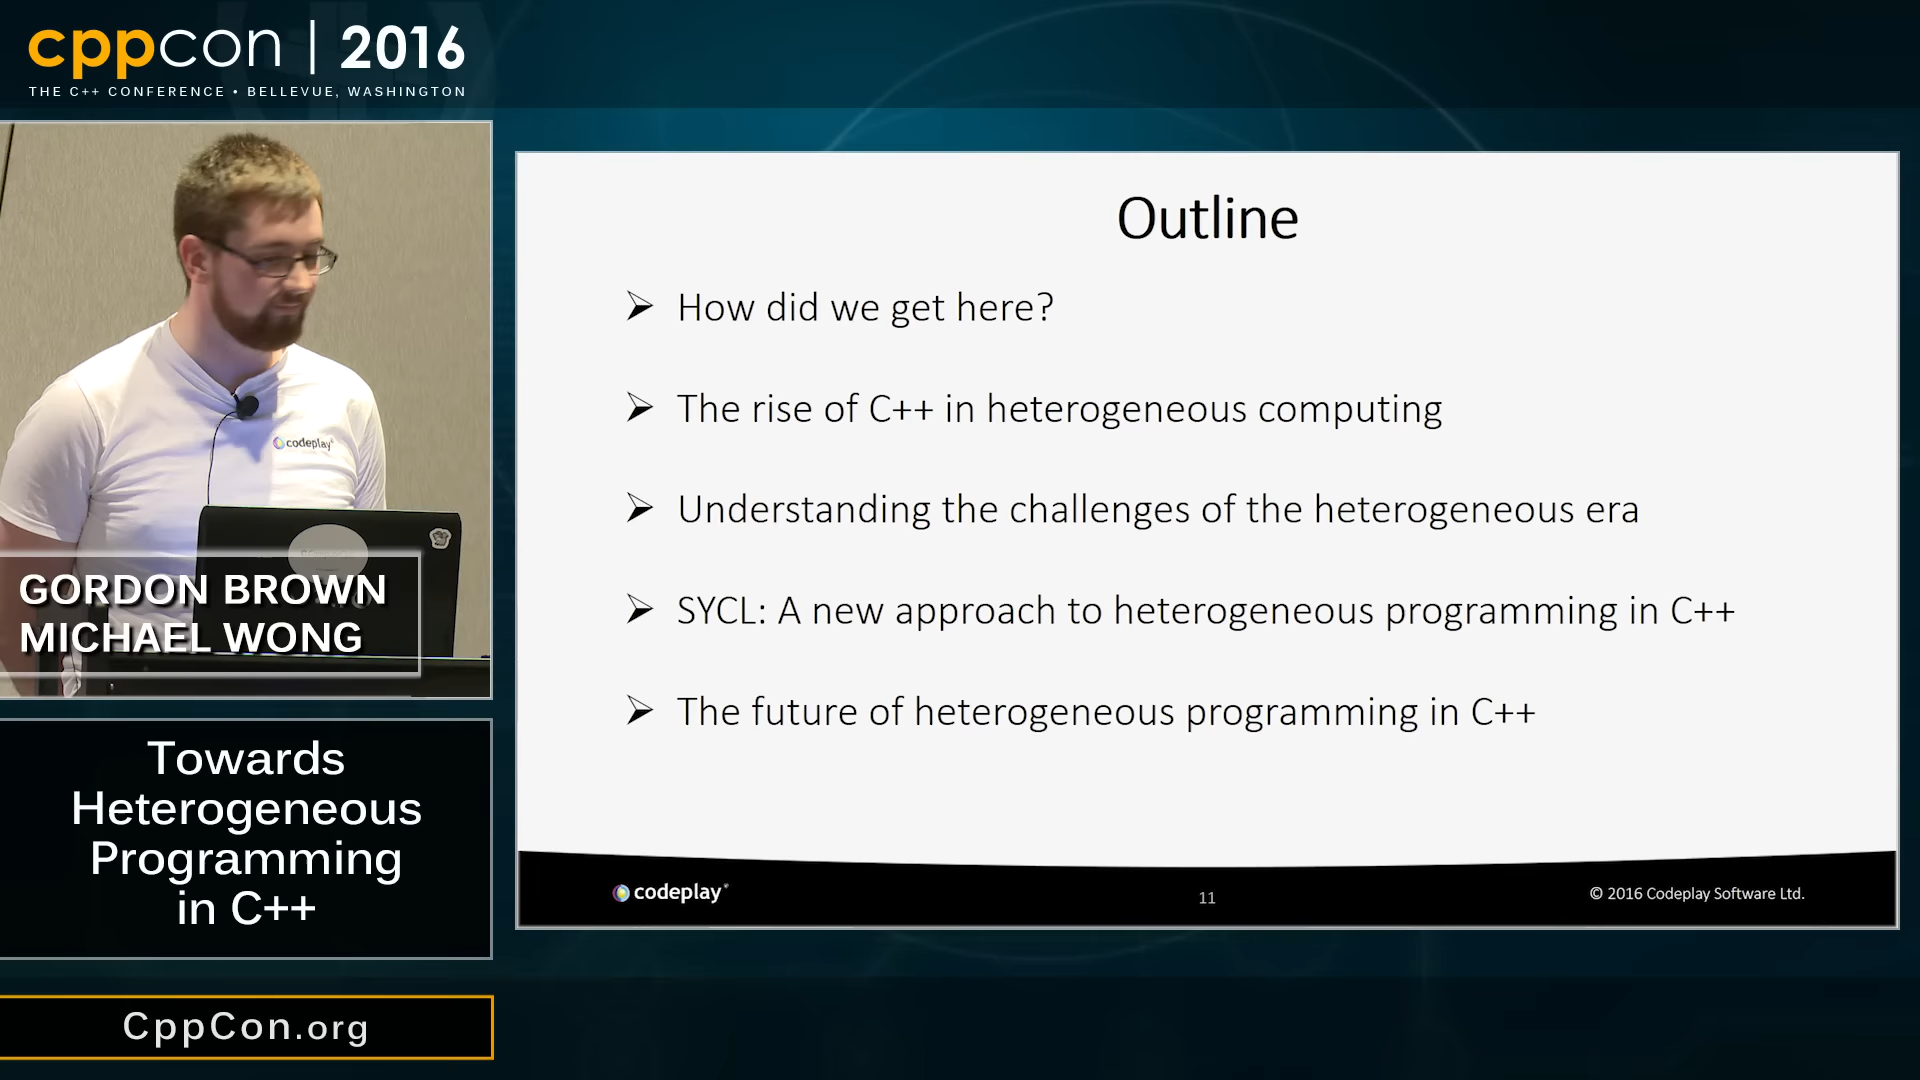 cppcon | 2016
THE C++ CONFERENCE • BELLEVUE, WASHINGTON
codeplay
GORDON BROWN
MICHAEL WONG
Towards
Heterogeneous
Programming
in C++
CppCon.org
Outline
➢ How did we get here?
➢ The rise of C++ in heterogeneous computing
➢ Understanding the challenges of the heterogeneous era
➢ SYCL: A new approach to heterogeneous programming in C++
➢ The future of heterogeneous programming in C++
codeplay®
11
© 2016 Codeplay Software Ltd.